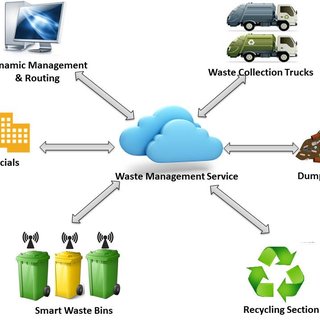 namic Management
& Routing
Waste Collection Trucks
cials
Waste Management Service
Dump
Smart Waste Bins
Recycling Section